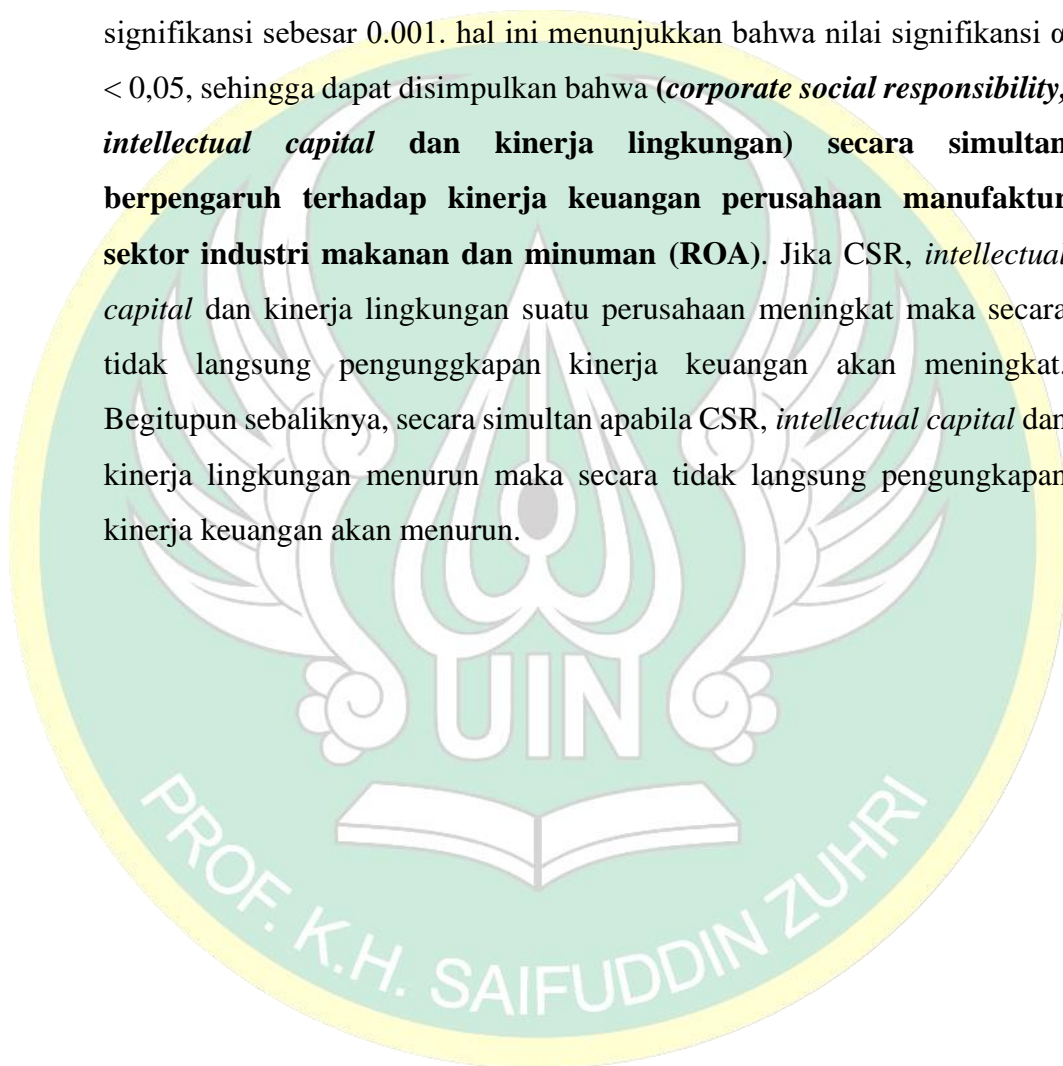 signifikansi sebesar 0.001. hal ini menunjukkan bahwa nilai signifikansi α
< 0,05, sehingga dapat disimpulkan bahwa (corporate social responsibility,
intellectual capital dan kinerja lingkungan) secara simultan
berpengaruh terhadap kinerja keuangan perusahaan manufaktur
sektor industri makanan dan minuman (ROA). Jika CSR, intellectual
capital dan kinerja lingkungan suatu perusahaan meningkat maka secara
tidak langsung pengunggkapan kinerja keuangan akan meningkat.
Begitupun sebaliknya, secara simultan apabila CSR, intellectual capital dan
kinerja lingkungan menurun maka secara tidak langsung pengungkapan
kinerja keuangan akan menurun.
UIN
PROF. K.H. SAIFUDDIN ZUHRI